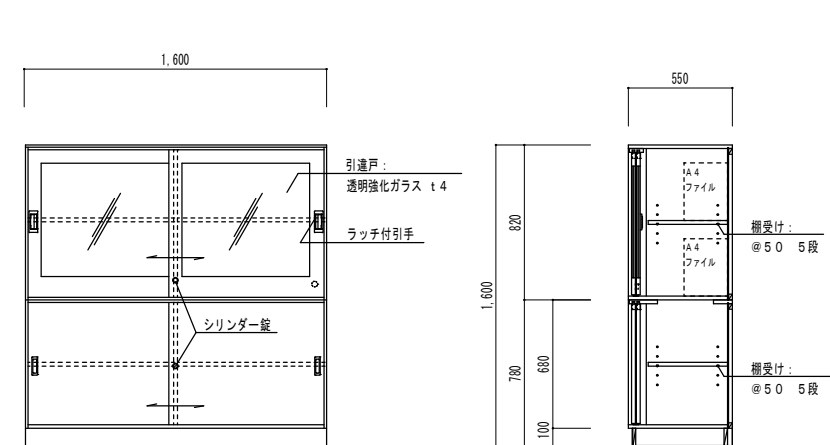 1,600
550
引違戸：
透明強化ガラス ｔ４
ラッチ付引手
シリンダー錠
820
1,600
780
680
100
Ａ４
ファイル
棚受け：
＠５０ ５段
Ａ４
ファイル
棚受け：
＠５０ ５段